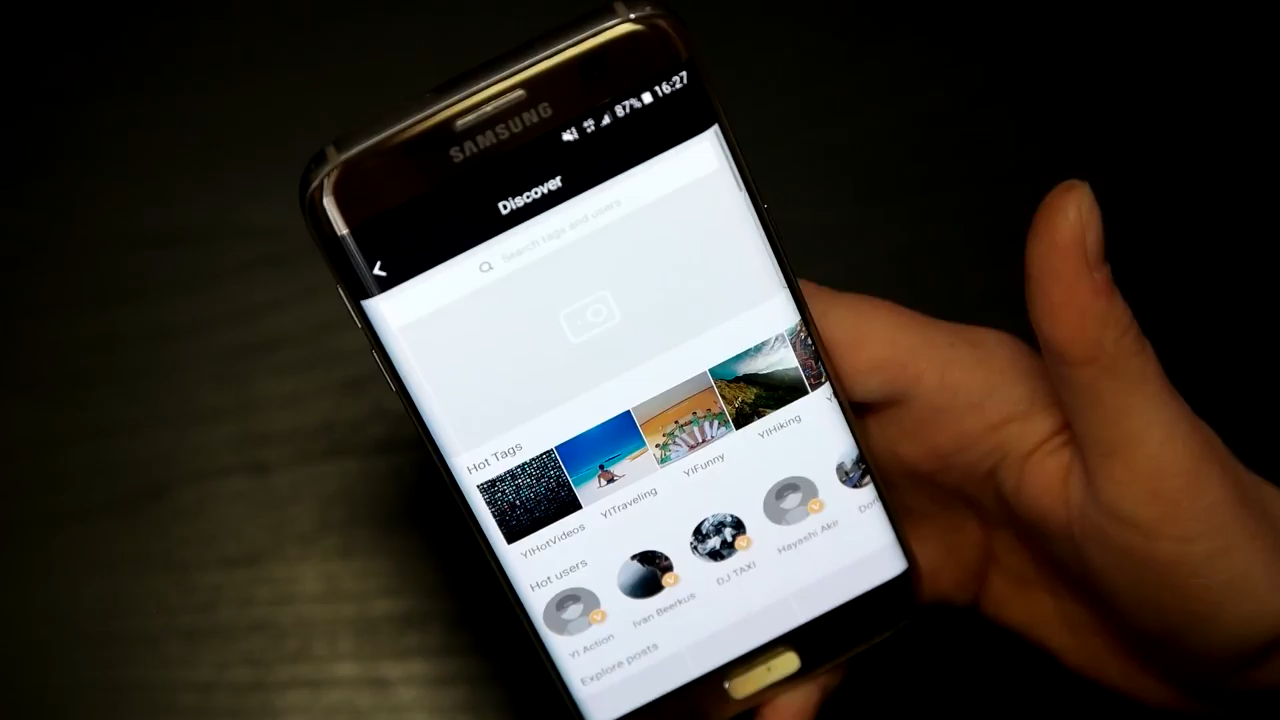 SAMSUNG
87% 16:27
Discover
Search tags and users
Hot Tags
YIHotVideos
YITraveling
YIFunny
YIHiking
Hot users
YI Action
Ivan Beerkus
DJ TAXI
Hayashi Akir
Explore posts